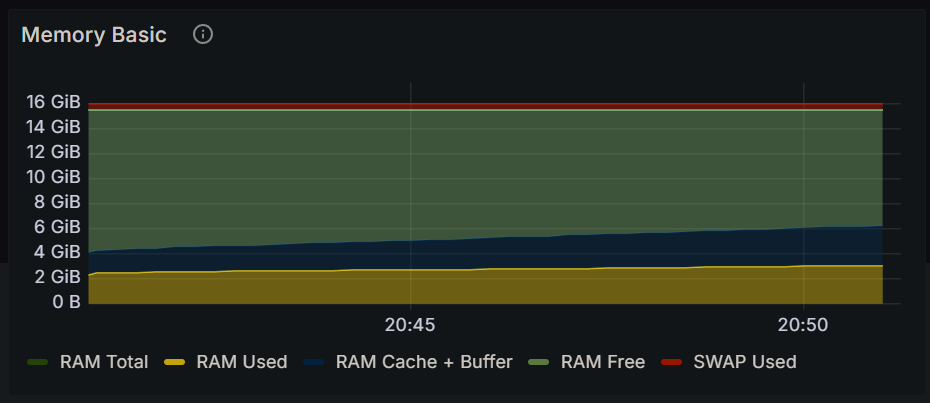 Memory Basic
16 GiB
14 GiB
12 GiB
10 GiB
8 GiB
6 GiB
4 GiB
2 GiB
0 B
20:45 20:50
RAM Total RAM Used RAM Cache + Buffer RAM Free SWAP Used